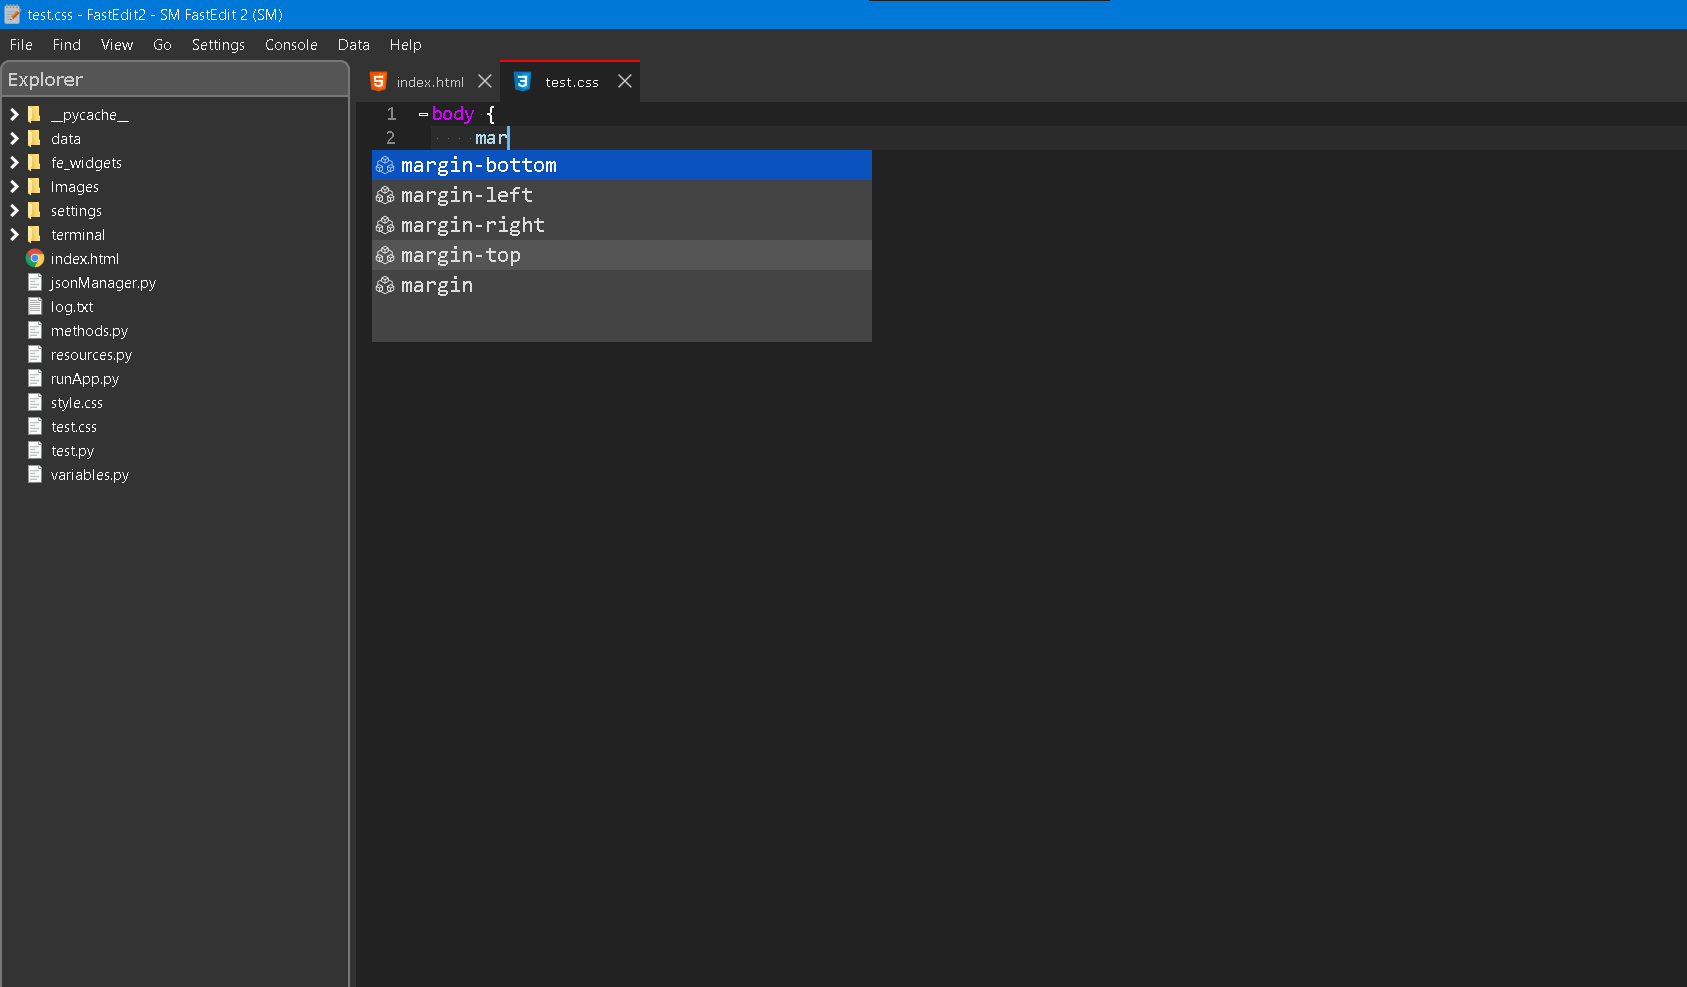 test.css - FastEdit2 - SM FastEdit 2 (SM)
File Find View Go Settings Console Data Help
Explorer
__pycache__
data
fe_widgets
Images
settings
terminal
index.html
jsonManager.py
log.txt
methods.py
resources.py
runApp.py
style.css
test.css
test.py
variables.py
5 index.html 3 test.css
1 body {
2 mar
margin-bottom
margin-left
margin-right
margin-top
margin